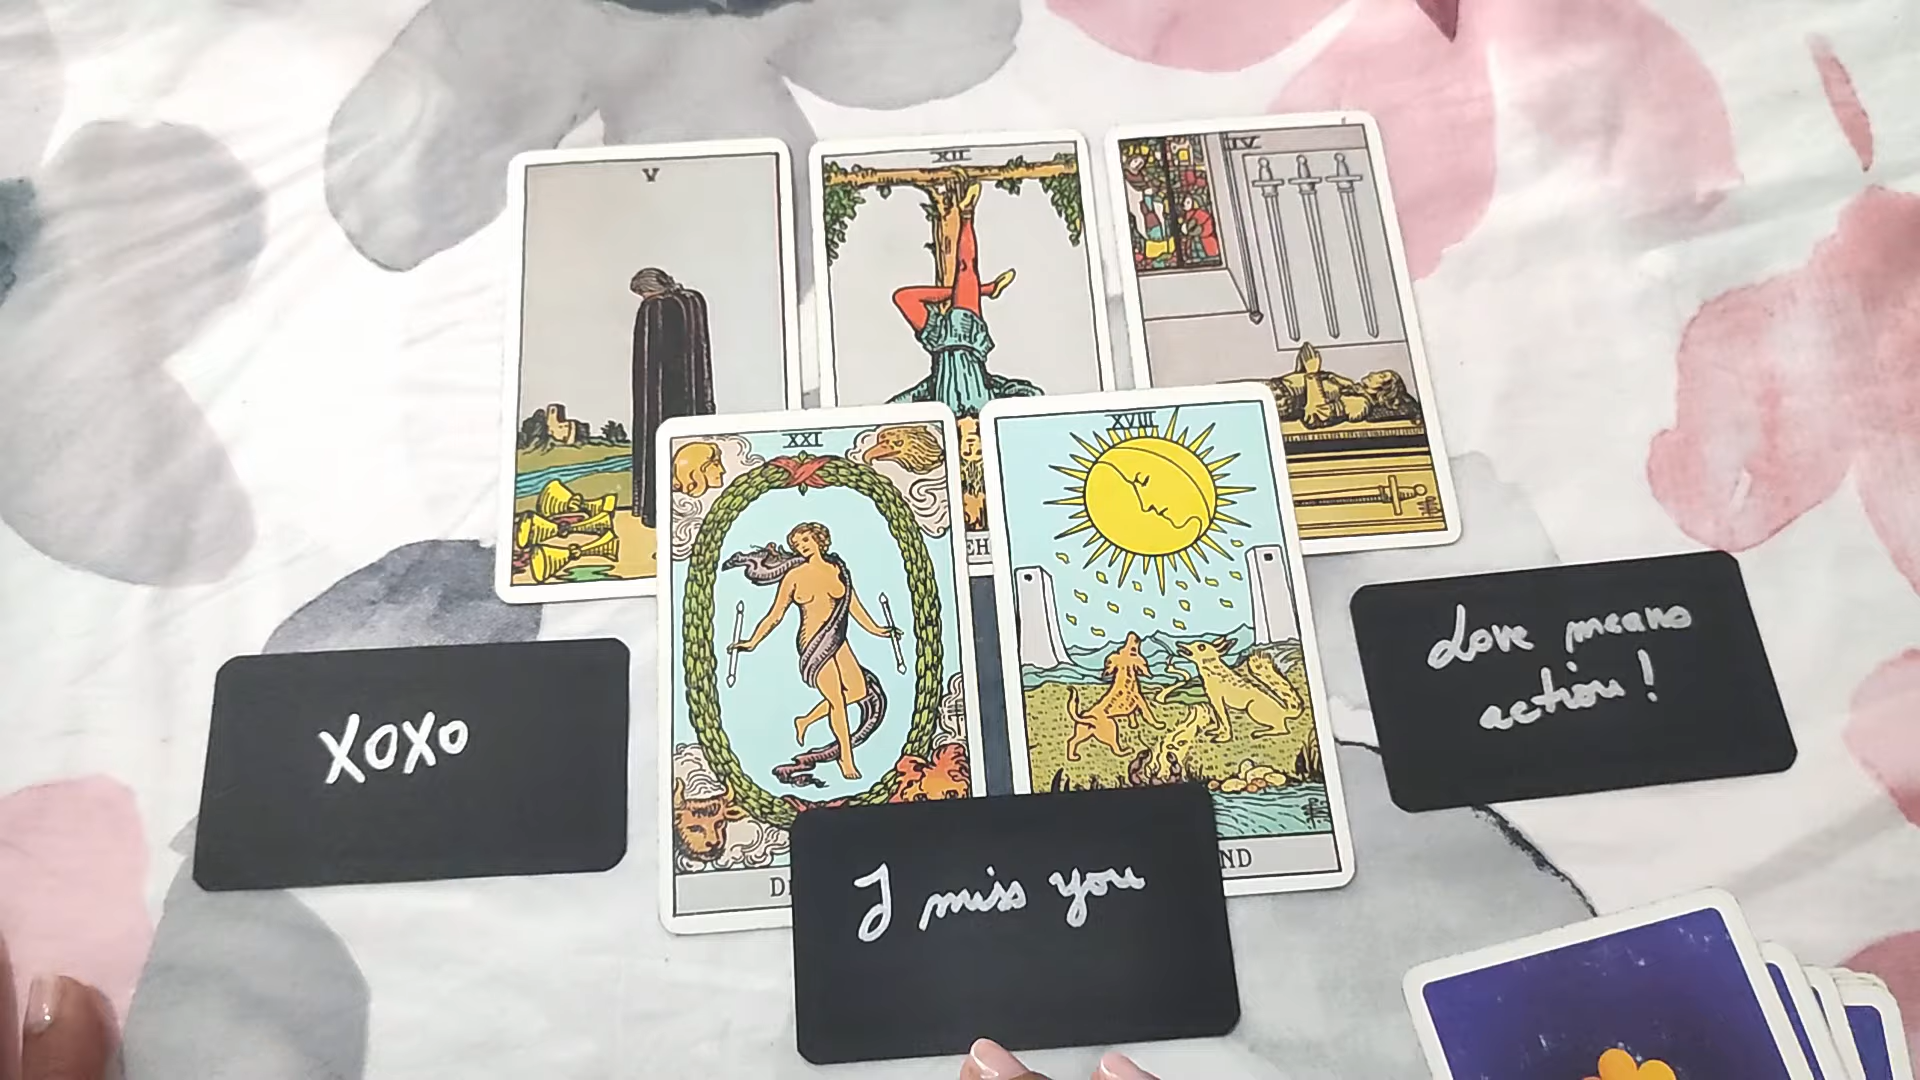 V
XII
IV
XXI
XVIII
XOXO
I miss you
Love means
action!